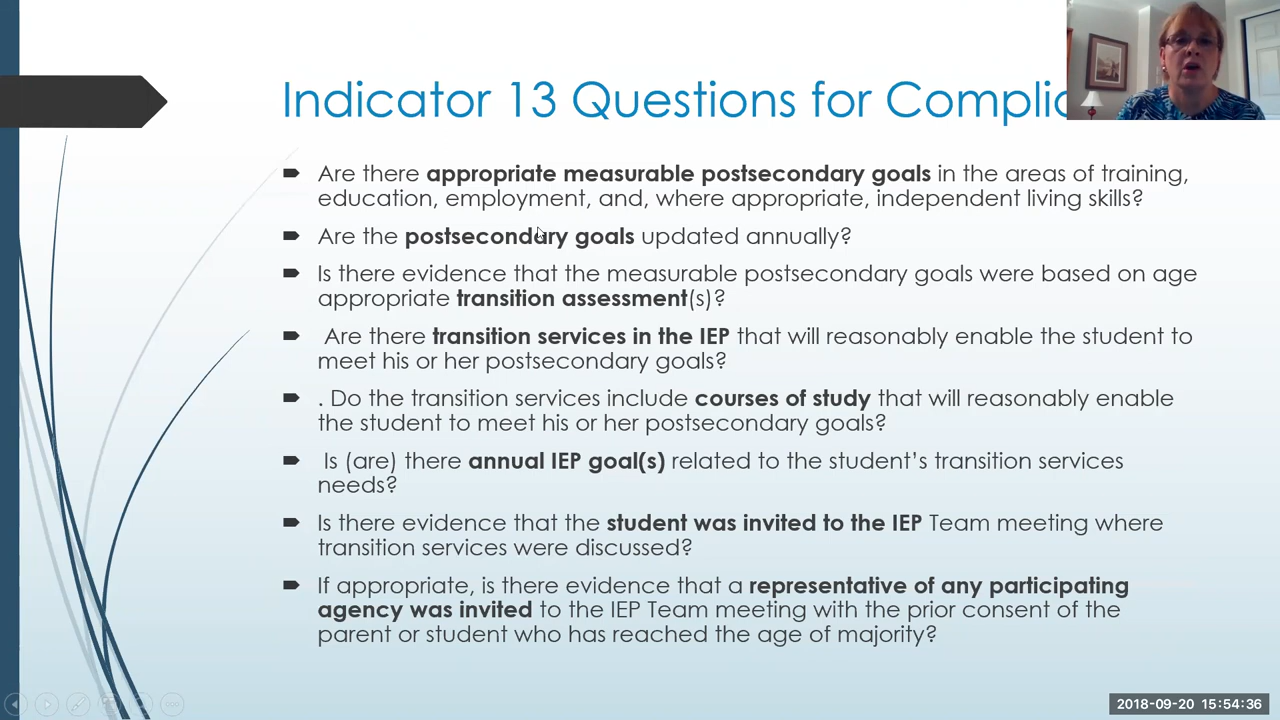 Indicator 13 Questions for
Are there appropriate measurable postsecondary goals in the areas of training,
education, employment, and, where appropriate, independent living skills?
Are the postsecondary goals updated annually?
Is there evidence that the measurable postsecondary goals were based on age
appropriate transition assessment(s)?
Are there transition services in the IEP that will reasonably enable the student to
meet his or her postsecondary goals?
. Do the transition services include courses of study that will reasonably enable
the student to meet his or her postsecondary goals?
Is (are) there annual IEP goal(s) related to the student’s transition services
needs?
Is there evidence that the student was invited to the IEP Team meeting where
transition services were discussed?
If appropriate, is there evidence that a representative of any participating
agency was invited to the IEP Team meeting with the prior consent of the
parent or student who has reached the age of majority?
2018-09-20 15:54:36